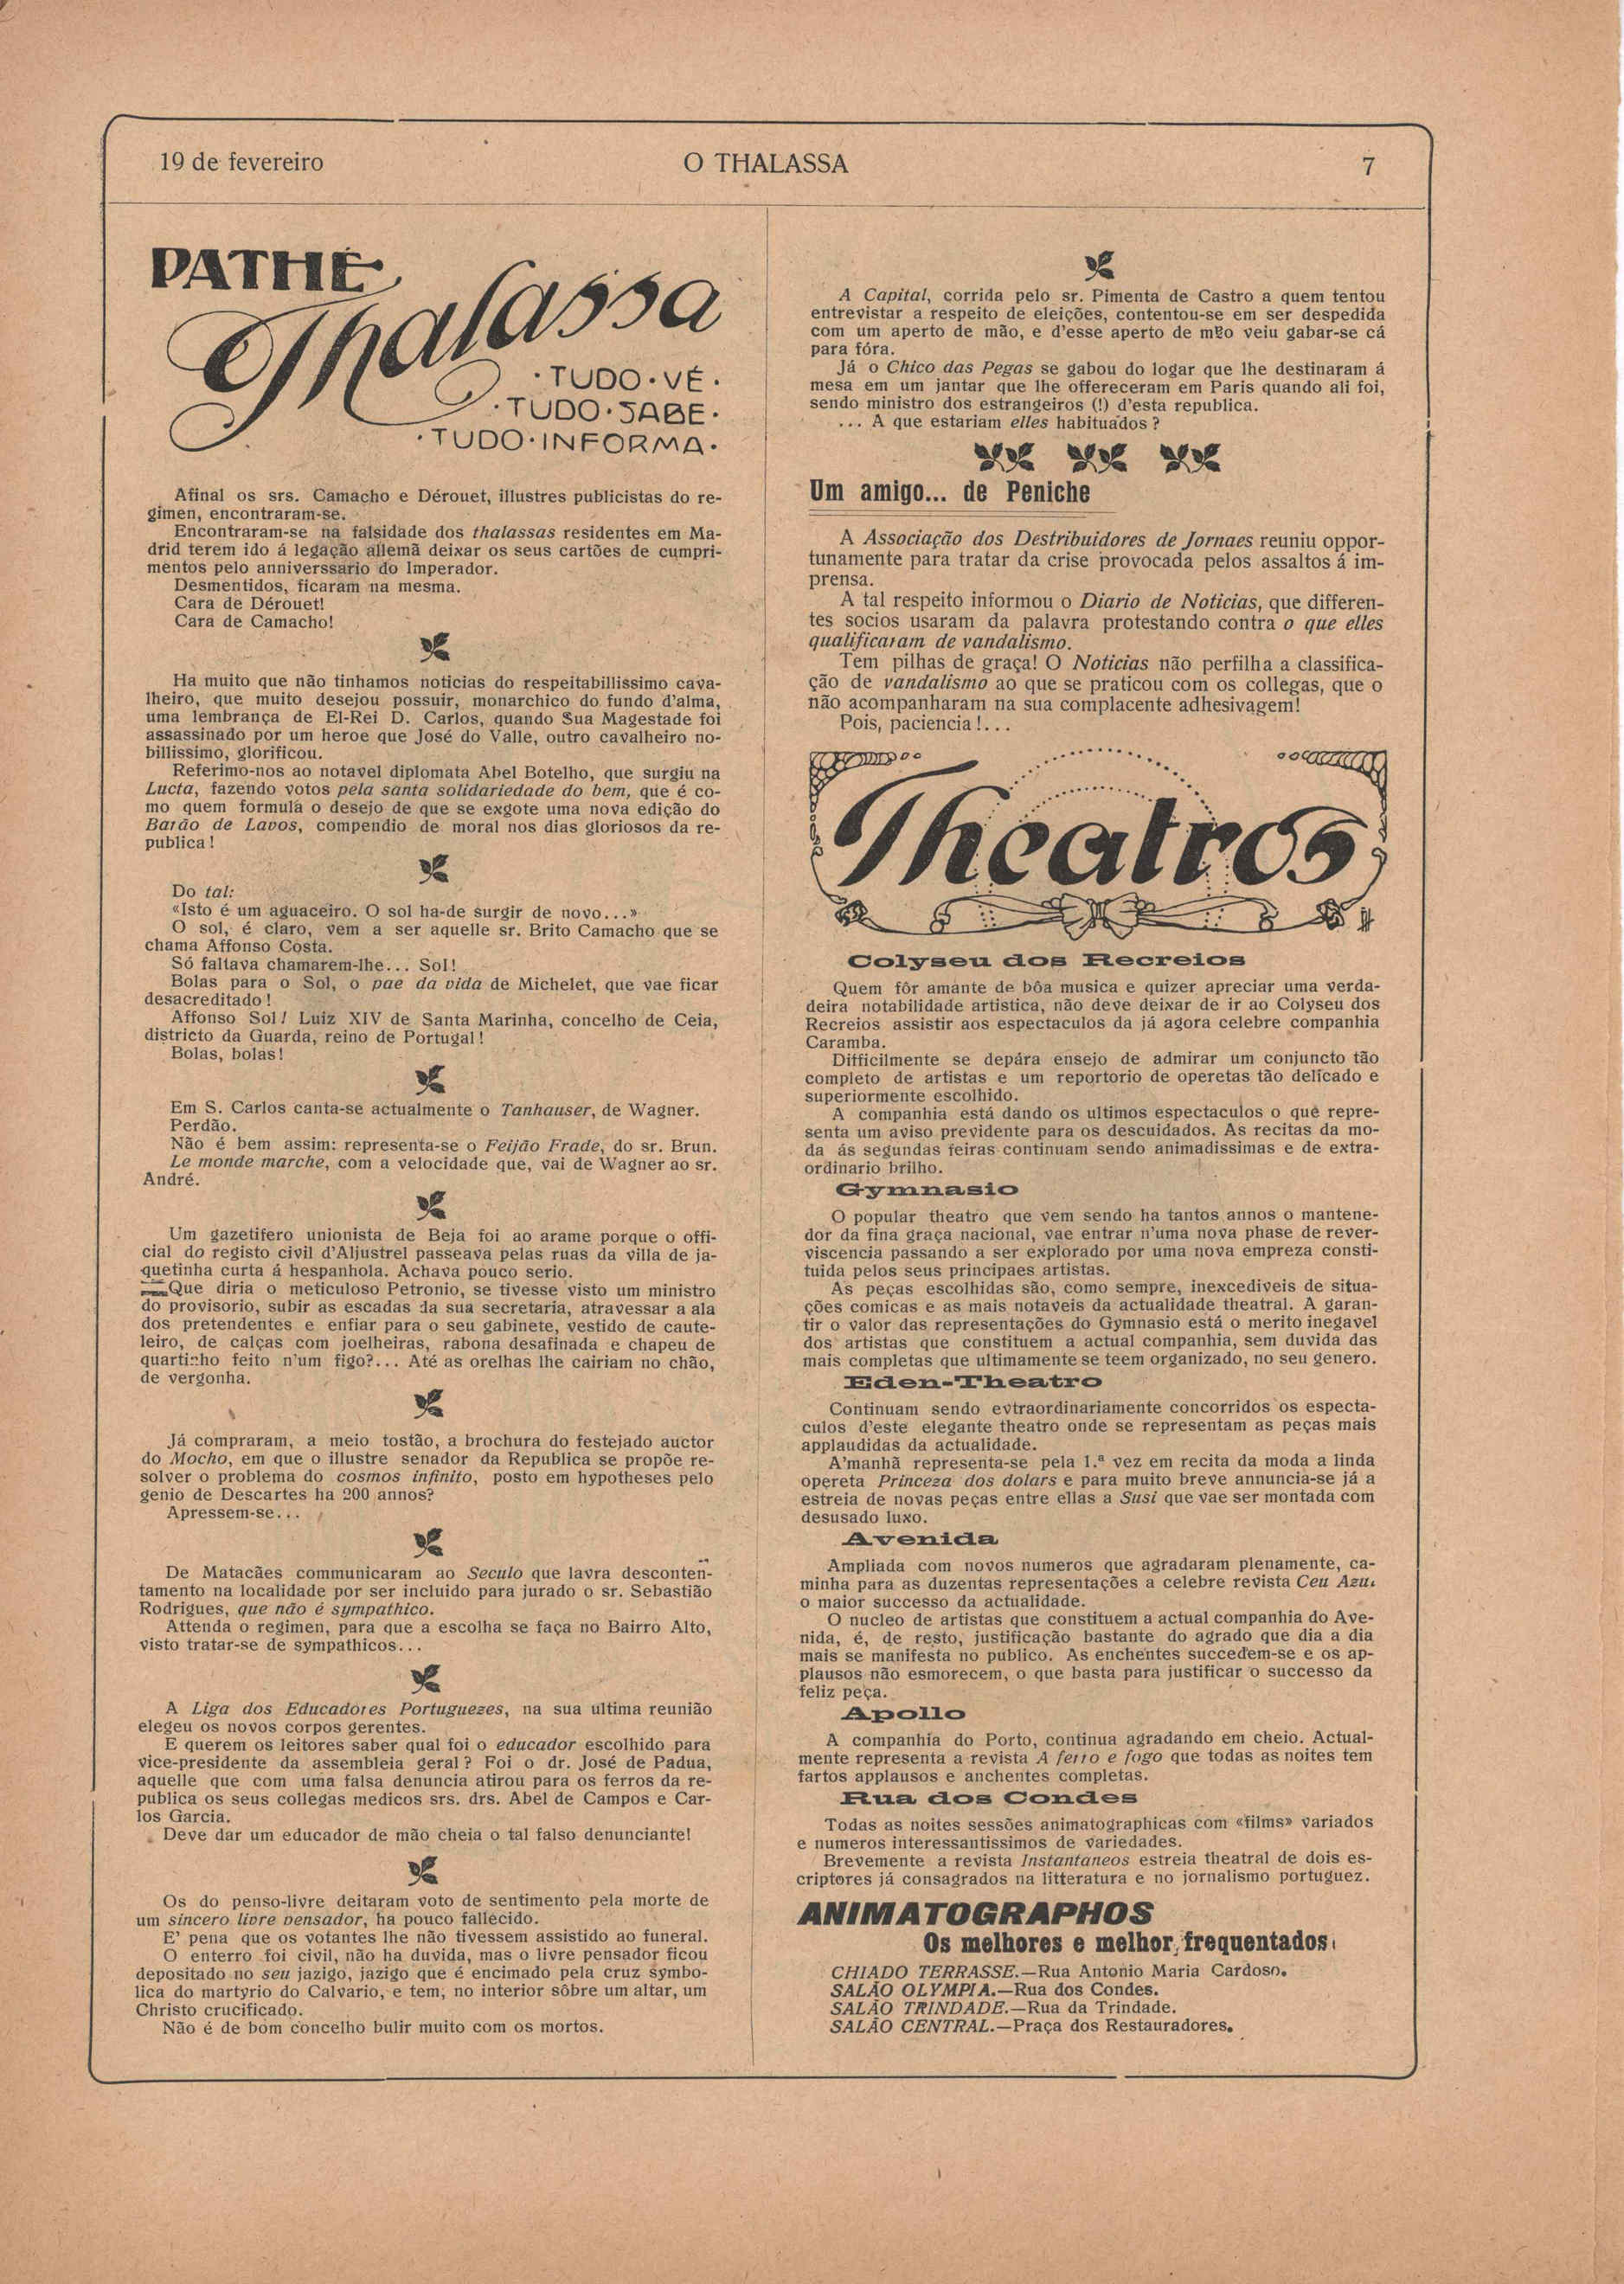 19 de fevereiro
O THALASSA
7
PATHÉ
Thalassa
·TUDO·VÊ·
·TUDO·SABE·
·TUDO·INFORMA·
Afinal os srs. Camacho e Dérouet, illustres publicistas do re-
gimen, encontraram-se.
Encontraram-se na falsidade dos thalassas residentes em Ma-
drid terem ido á legação allemã deixar os seus cartões de cumpri-
mentos pelo anniverssario do Imperador.
Desmentidos, ficaram na mesma.
Cara de Dérouet!
Cara de Camacho!
Ha muito que não tinhamos noticias do respeitabillissimo cava-
lheiro, que muito desejou possuir, monarchico do fundo d'alma,
uma lembrança de El-Rei D. Carlos, quando Sua Magestade foi
assassinado por um heroe que José do Valle, outro cavalheiro no-
billissimo, glorificou.
Referimo-nos ao notavel diplomata Abel Botelho, que surgiu na
Lucta, fazendo votos pela santa solidariedade do bem, que é co-
mo quem formula o desejo de que se exgote uma nova edição do
Barão de Lavos, compendio de moral nos dias gloriosos da re-
publica!
Do tal:
«Isto é um aguaceiro. O sol ha-de surgir de novo...»
O sol, é claro, vem a ser aquelle sr. Brito Camacho que se
chama Affonso Costa.
Só faltava chamarem-lhe... Sol!
Bolas para o Sol, o pae da vida de Michelet, que vae ficar
desacreditado!
Affonso Sol! Luiz XIV de Santa Marinha, concelho de Ceia,
districto da Guarda, reino de Portugal!
Bolas, bolas!
Em S. Carlos canta-se actualmente o Tanhauser, de Wagner.
Perdão.
Não é bem assim: representa-se o Feijão Frade, do sr. Brun.
Le monde marche, com a velocidade que, vai de Wagner ao sr.
André.
Um gazetifero unionista de Beja foi ao arame porque o offi-
cial do registo civil d'Aljustrel passeava pelas ruas da villa de ja-
quetinha curta á hespanhola. Achava pouco serio.
Que diria o meticuloso Petronio, se tivesse visto um ministro
do provisorio, subir as escadas da sua secretaria, atravessar a ala
dos pretendentes e enfiar para o seu gabinete, vestido de caute-
leiro, de calças com joelheiras, rabona desafinada e chapeu de
quartinho feito n'um figo?... Até as orelhas lhe cairiam no chão,
de vergonha.
Já compraram, a meio tostão, a brochura do festejado auctor
do Mocho, em que o illustre senador da Republica se propõe re-
solver o problema do cosmos infinito, posto em hypotheses pelo
genio de Descartes ha 200 annos?
Apressem-se...
De Matacães communicaram ao Seculo que lavra desconten-
tamento na localidade por ser incluido para jurado o sr. Sebastião
Rodrigues, que não é sympathico.
Attenda o regimen, para que a escolha se faça no Bairro Alto,
visto tratar-se de sympathicos...
A Liga dos Educadores Portuguezes, na sua ultima reunião
elegeu os novos corpos gerentes.
E querem os leitores saber qual foi o educador escolhido para
vice-presidente da assembleia geral? Foi o dr. José de Padua,
aquelle que com uma falsa denuncia atirou para os ferros da re-
publica os seus collegas medicos srs. drs. Abel de Campos e Car-
los Garcia.
Deve dar um educador de mão cheia o tal falso denunciante!
Os do penso-livre deitaram voto de sentimento pela morte de
um sincero livre pensador, ha pouco fallecido.
E' pena que os votantes lhe não tivessem assistido ao funeral.
O enterro foi civil, não ha duvida, mas o livre pensador ficou
depositado no seu jazigo, jazigo que é encimado pela cruz symbo-
lica do martyrio do Calvario, e tem, no interior sôbre um altar, um
Christo crucificado.
Não é de bom concelho bulir muito com os mortos.
A Capital, corrida pelo sr. Pimenta de Castro a quem tentou
entrevistar a respeito de eleições, contentou-se em ser despedida
com um aperto de mão, e d'esse aperto de mão veiu gabar-se cá
para fóra.
Já o Chico das Pegas se gabou do logar que lhe destinaram á
mesa em um jantar que lhe offereceram em Paris quando ali foi,
sendo ministro dos estrangeiros (!) d'esta republica.
... A que estariam elles habituados?
Um amigo... de Peniche
A Associação dos Destribuidores de Jornaes reuniu oppor-
tunamente para tratar da crise provocada pelos assaltos á im-
prensa.
A tal respeito informou o Diario de Noticias, que differen-
tes socios usaram da palavra protestando contra o que elles
qualificaram de vandalismo.
Tem pilhas de graça! O Noticias não perfilha a classifica-
ção de vandalismo ao que se praticou com os collegas, que o
não acompanharam na sua complacente adhesivagem!
Pois, paciencia!...
Theatros
Colyseu dos Recreios
Quem fôr amante de bôa musica e quizer apreciar uma verda-
deira notabilidade artistica, não deve deixar de ir ao Colyseu dos
Recreios assistir aos espectaculos da já agora celebre companhia
Caramba.
Difficilmente se depára ensejo de admirar um conjuncto tão
completo de artistas e um reportorio de operetas tão delicado e
superiormente escolhido.
A companhia está dando os ultimos espectaculos o que repre-
senta um aviso previdente para os descuidados. As recitas da mo-
da ás segundas feiras continuam sendo animadissimas e de extra-
ordinario brilho.
Gymnasio
O popular theatro que vem sendo ha tantos annos o mantene-
dor da fina graça nacional, vae entrar n'uma nova phase de rever-
viscencia passando a ser explorado por uma nova empreza consti-
tuida pelos seus principaes artistas.
As peças escolhidas são, como sempre, inexcediveis de situa-
ções comicas e as mais notaveis da actualidade theatral. A garan-
tir o valor das representações do Gymnasio está o merito inegavel
dos artistas que constituem a actual companhia, sem duvida das
mais completas que ultimamente se teem organizado, no seu genero.
Eden-Theatro
Continuam sendo evtraordinariamente concorridos os especta-
culos d'este elegante theatro onde se representam as peças mais
applaudidas da actualidade.
A'manhã representa-se pela 1.ª vez em recita da moda a linda
opereta Princeza dos dolars e para muito breve annuncia-se já a
estreia de novas peças entre ellas a Susi que vae ser montada com
desusado luxo.
Avenida
Ampliada com novos numeros que agradaram plenamente, ca-
minha para as duzentas representações a celebre revista Ceu Azul
o maior successo da actualidade.
O nucleo de artistas que constituem a actual companhia do Ave-
nida, é, de resto, justificação bastante do agrado que dia a dia
mais se manifesta no publico. As enchentes succedem-se e os ap-
plausos não esmorecem, o que basta para justificar o successo da
feliz peça.
Apollo
A companhia do Porto, continua agradando em cheio. Actual-
mente representa a revista A ferro e fogo que todas as noites tem
fartos applausos e anchentes completas.
Rua dos Condes
Todas as noites sessões animatographicas com «films» variados
e numeros interessantissimos de variedades.
Brevemente a revista Instantaneos estreia theatral de dois es-
criptores já consagrados na litteratura e no jornalismo portuguez.
ANIMATOGRAPHOS
Os melhores e melhor frequentados
CHIADO TERRASSE.—Rua Antonio Maria Cardoso.
SALÃO OLYMPIA.—Rua dos Condes.
SALÃO TRINDADE.—Rua da Trindade.
SALÃO CENTRAL.—Praça dos Restauradores.